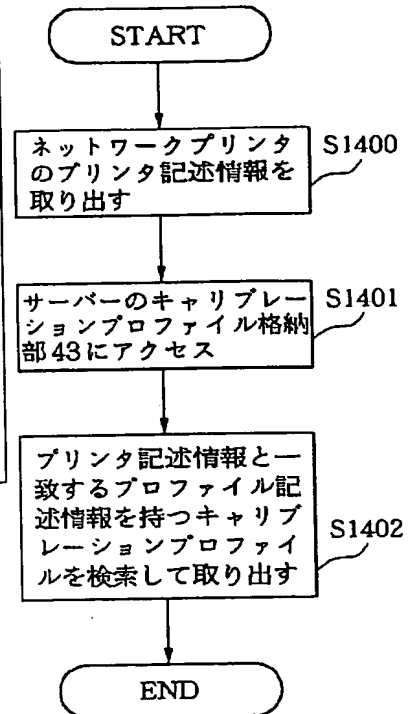 START
ネットワークプリンタ
のプリンタ記述情報を
取り出す
S1400
サーバーのキャリブレー
ションプロファイル格納
部43にアクセス
S1401
プリンタ記述情報と一
致するプロファイル記
述情報を持つキャリブ
レーションプロファイ
ルを検索して取り出す
S1402
END